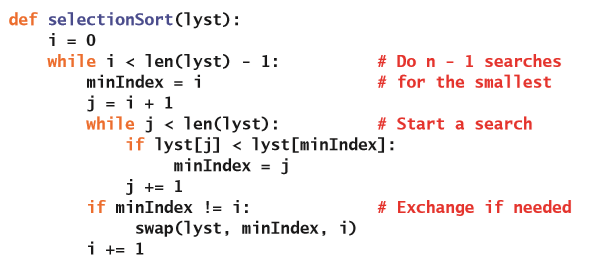 def selectionSort(lyst):
    i = 0
    while i < len(lyst) - 1:          # Do n - 1 searches
        minIndex = i                  # for the smallest
        j = i + 1
        while j < len(lyst):          # Start a search
            if lyst[j] < lyst[minIndex]:
                minIndex = j
            j += 1
        if minIndex != i:             # Exchange if needed
             swap(lyst, minIndex, i)
        i += 1